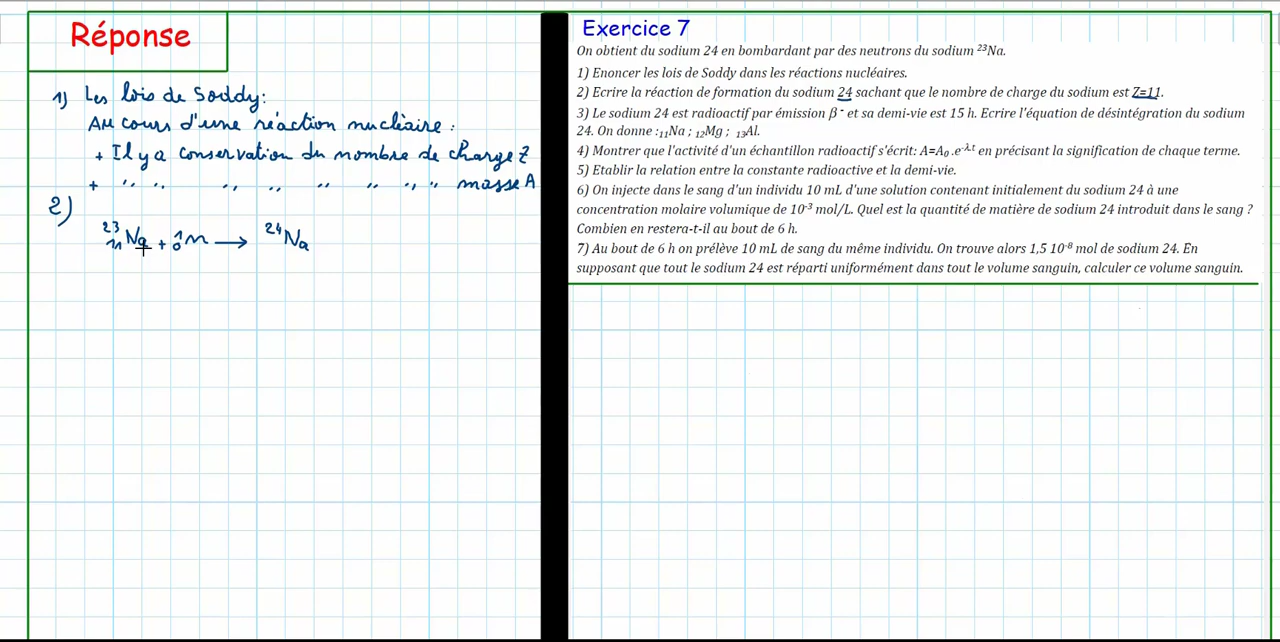 Réponse
1) Les lois de Soddy:
Au cours d'une réaction nucléaire :
+ Il y a conservation du nombre de charge Z
+ " " " " " " " " masse A
2)
²³₁₁Na + ¹₀n → ²⁴Na
Exercice 7
On obtient du sodium 24 en bombardant par des neutrons du sodium ²³Na.
1) Enoncer les lois de Soddy dans les réactions nucléaires.
2) Ecrire la réaction de formation du sodium 24 sachant que le nombre de charge du sodium est Z=11.
3) Le sodium 24 est radioactif par émission β⁻ et sa demi-vie est 15 h. Ecrire l'équation de désintégration du sodium
24. On donne :₁₁Na ; ₁₂Mg ; ₁₃Al.
4) Montrer que l'activité d'un échantillon radioactif s'écrit: A=A₀ .e^-λ.t en précisant la signification de chaque terme.
5) Etablir la relation entre la constante radioactive et la demi-vie.
6) On injecte dans le sang d'un individu 10 mL d'une solution contenant initialement du sodium 24 à une
concentration molaire volumique de 10⁻³ mol/L. Quel est la quantité de matière de sodium 24 introduit dans le sang ?
Combien en restera-t-il au bout de 6 h.
7) Au bout de 6 h on prélève 10 mL de sang du même individu. On trouve alors 1,5 10⁻⁸ mol de sodium 24. En
supposant que tout le sodium 24 est réparti uniformément dans tout le volume sanguin, calculer ce volume sanguin.